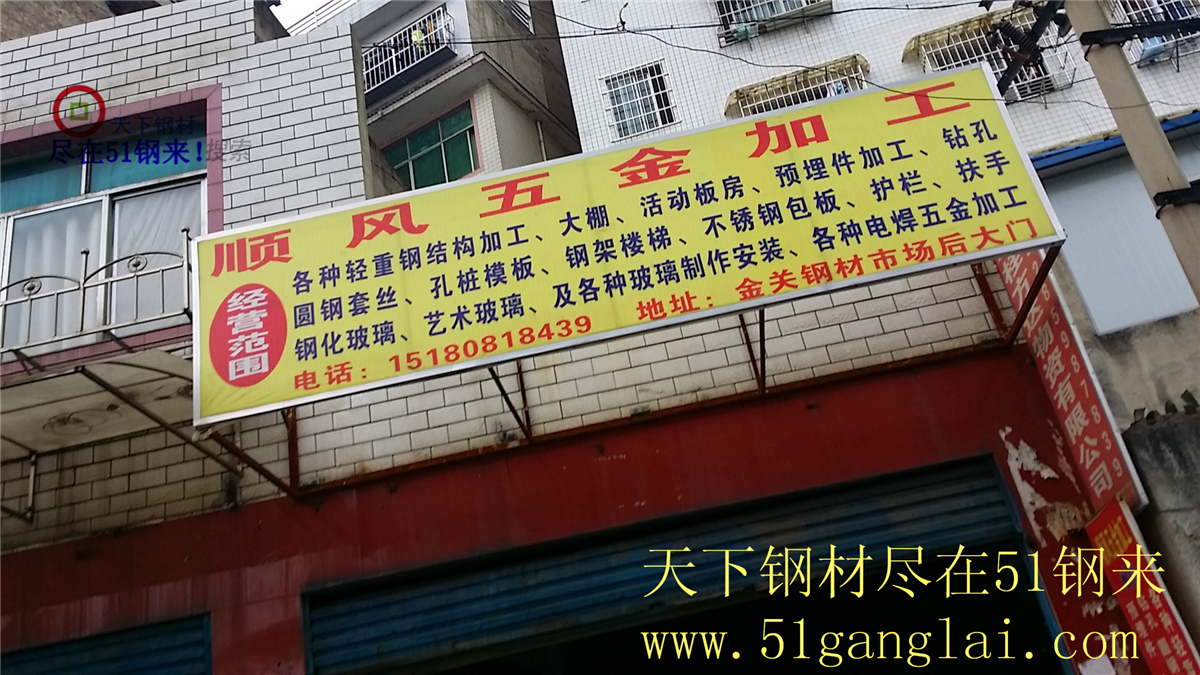 天下钢材
尽在51钢来!搜索
顺风五金加工
经营范围
各种轻重钢结构加工、大棚、活动板房、预埋件加工、钻孔
圆钢套丝、孔桩模板、钢架楼梯、不锈钢包板、护栏、扶手
钢化玻璃、艺术玻璃、及各种玻璃制作安装、各种电焊五金加工
电话:15180818439 地址:金关钢材市场后大门
物资有限公司
天下钢材尽在51钢来
www.51ganglai.com